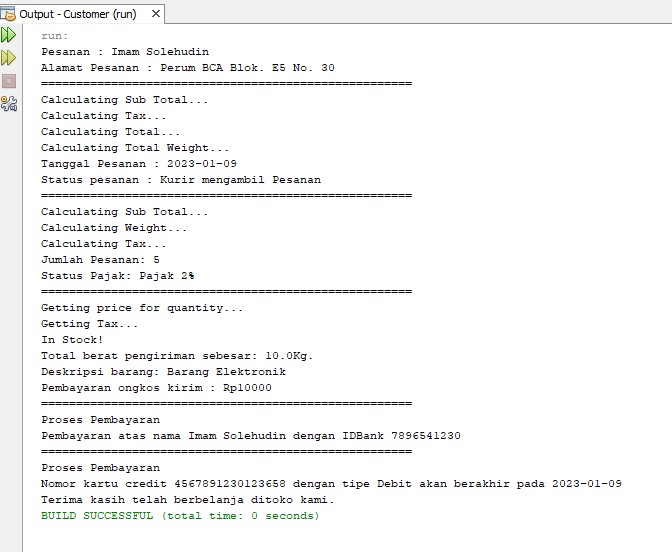 Output - Customer (run)
run:
Pesanan : Imam Solehudin
Alamat Pesanan : Perum BCA Blok. E5 No. 30
=====================================================
Calculating Sub Total...
Calculating Tax...
Calculating Total...
Calculating Total Weight...
Tanggal Pesanan : 2023-01-09
Status pesanan : Kurir mengambil Pesanan
=====================================================
Calculating Sub Total...
Calculating Weight...
Calculating Tax...
Jumlah Pesanan: 5
Status Pajak: Pajak 2%
=====================================================
Getting price for quantity...
Getting Tax...
In Stock!
Total berat pengiriman sebesar: 10.0Kg.
Deskripsi barang: Barang Elektronik
Pembayaran ongkos kirim : Rp10000
=====================================================
Proses Pembayaran
Pembayaran atas nama Imam Solehudin dengan IDBank 7896541230
=====================================================
Proses Pembayaran
Nomor kartu credit 4567891230123658 dengan tipe Debit akan berakhir pada 2023-01-09
Terima kasih telah berbelanja ditoko kami.
BUILD SUCCESSFUL (total time: 0 seconds)